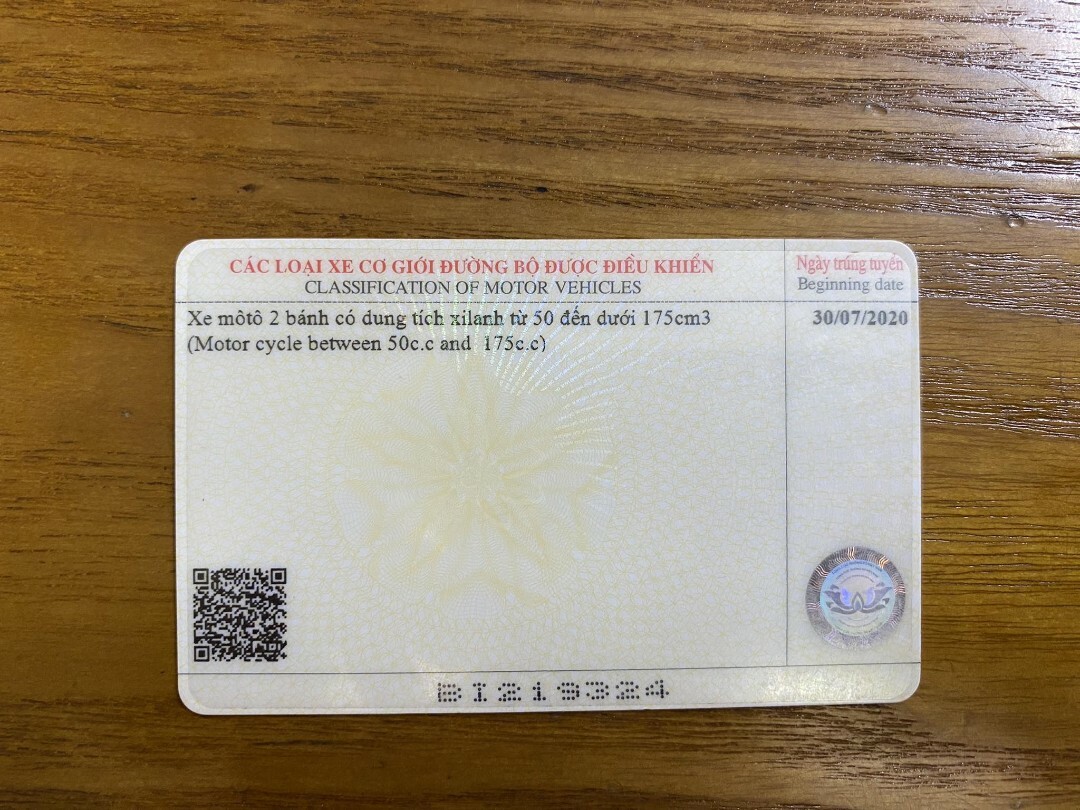 CÁC LOẠI XE CƠ GIỚI ĐƯỜNG BỘ ĐƯỢC ĐIỀU KHIỂN
CLASSIFICATION OF MOTOR VEHICLES
Ngày trúng tuyển
Beginning date
Xe môtô 2 bánh có dung tích xilanh từ 50 đến dưới 175cm3
(Motor cycle between 50c.c and 175c.c)
30/07/2020
BI219324